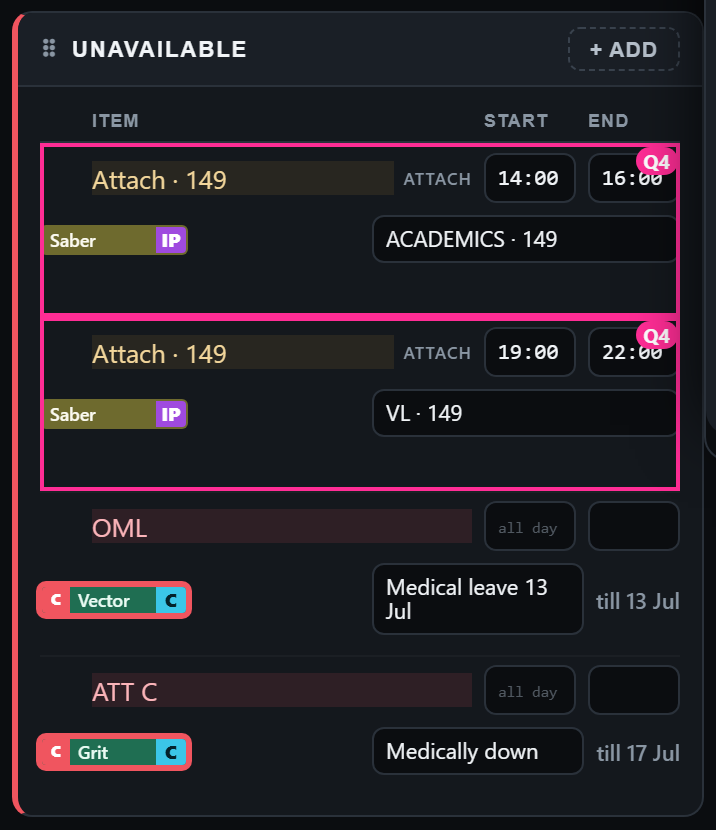 UNAVAILABLE
+ ADD
ITEM START END
Attach · 149 ATTACH 14:00 16:00 Q4
Saber IP ACADEMICS · 149
Attach · 149 ATTACH 19:00 22:00 Q4
Saber IP VL · 149
OML all day
C Vector C Medical leave 13
Jul
till 13 Jul
ATT C all day
C Grit C Medically down till 17 Jul